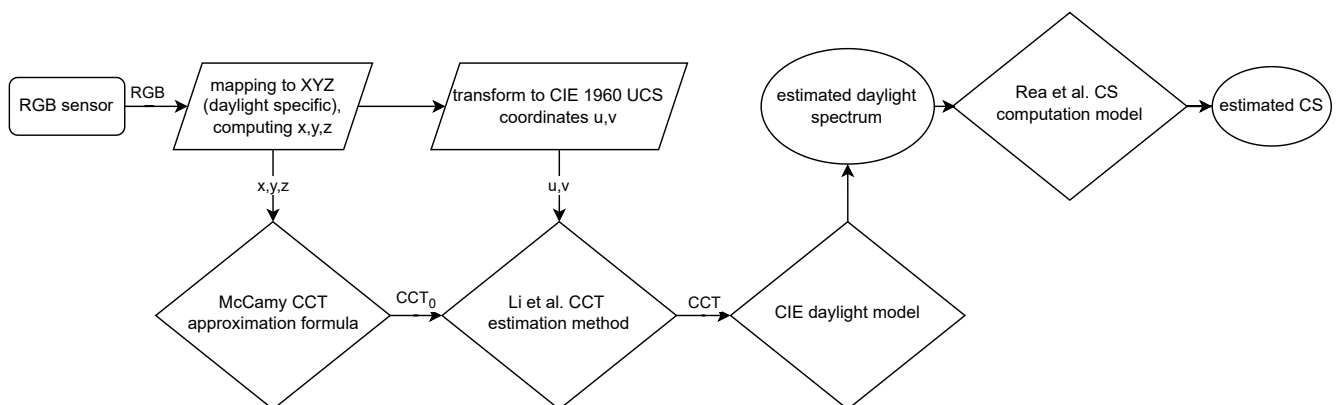 RGB sensor
RGB
mapping to XYZ
(daylight specific),
computing x,y,z
transform to CIE 1960 UCS
coordinates u,v
estimated daylight
spectrum
Rea et al. CS
computation model
estimated CS
x,y,z
u,v
McCamy CCT
approximation formula
CCT₀
Li et al. CCT
estimation method
CCT
CIE daylight model